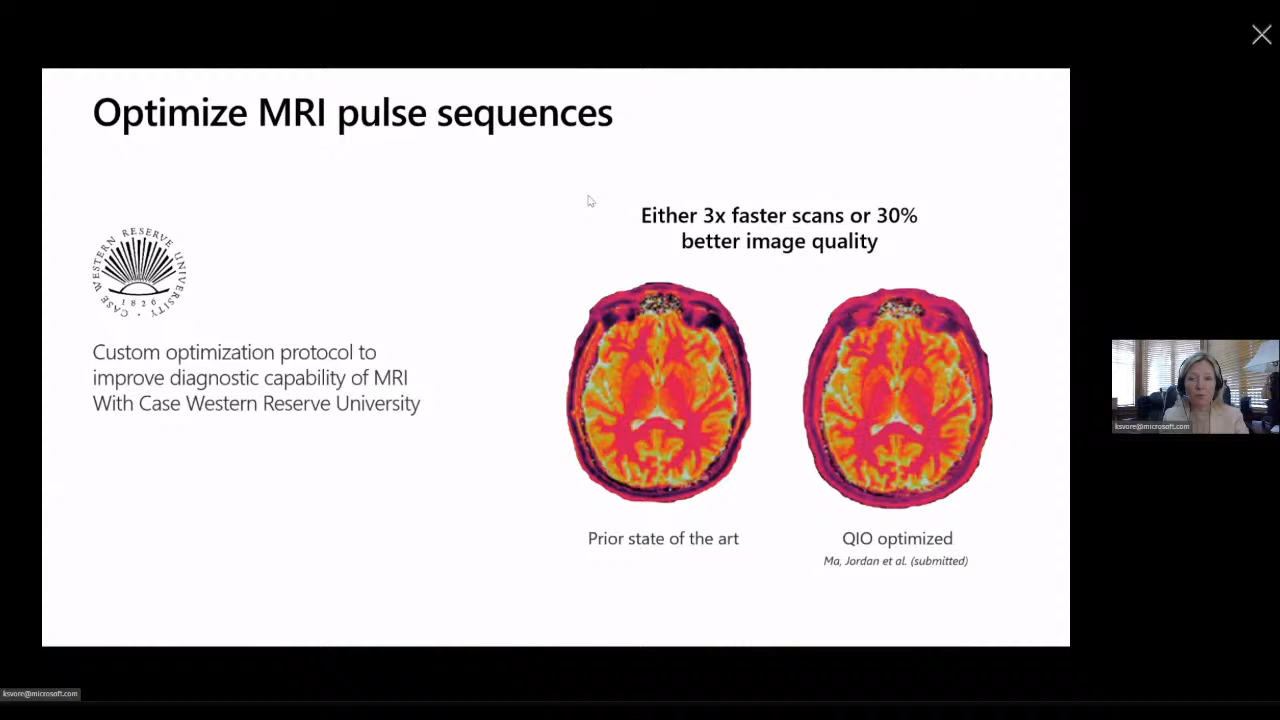 Optimize MRI pulse sequences
CASE WESTERN RESERVE UNIVERSITY
1826
Custom optimization protocol to
improve diagnostic capability of MRI
With Case Western Reserve University
Either 3x faster scans or 30%
better image quality
Prior state of the art
QIO optimized
Ma, Jordan et al. (submitted)
ksvore@microsoft.com
ksvore@microsoft.com